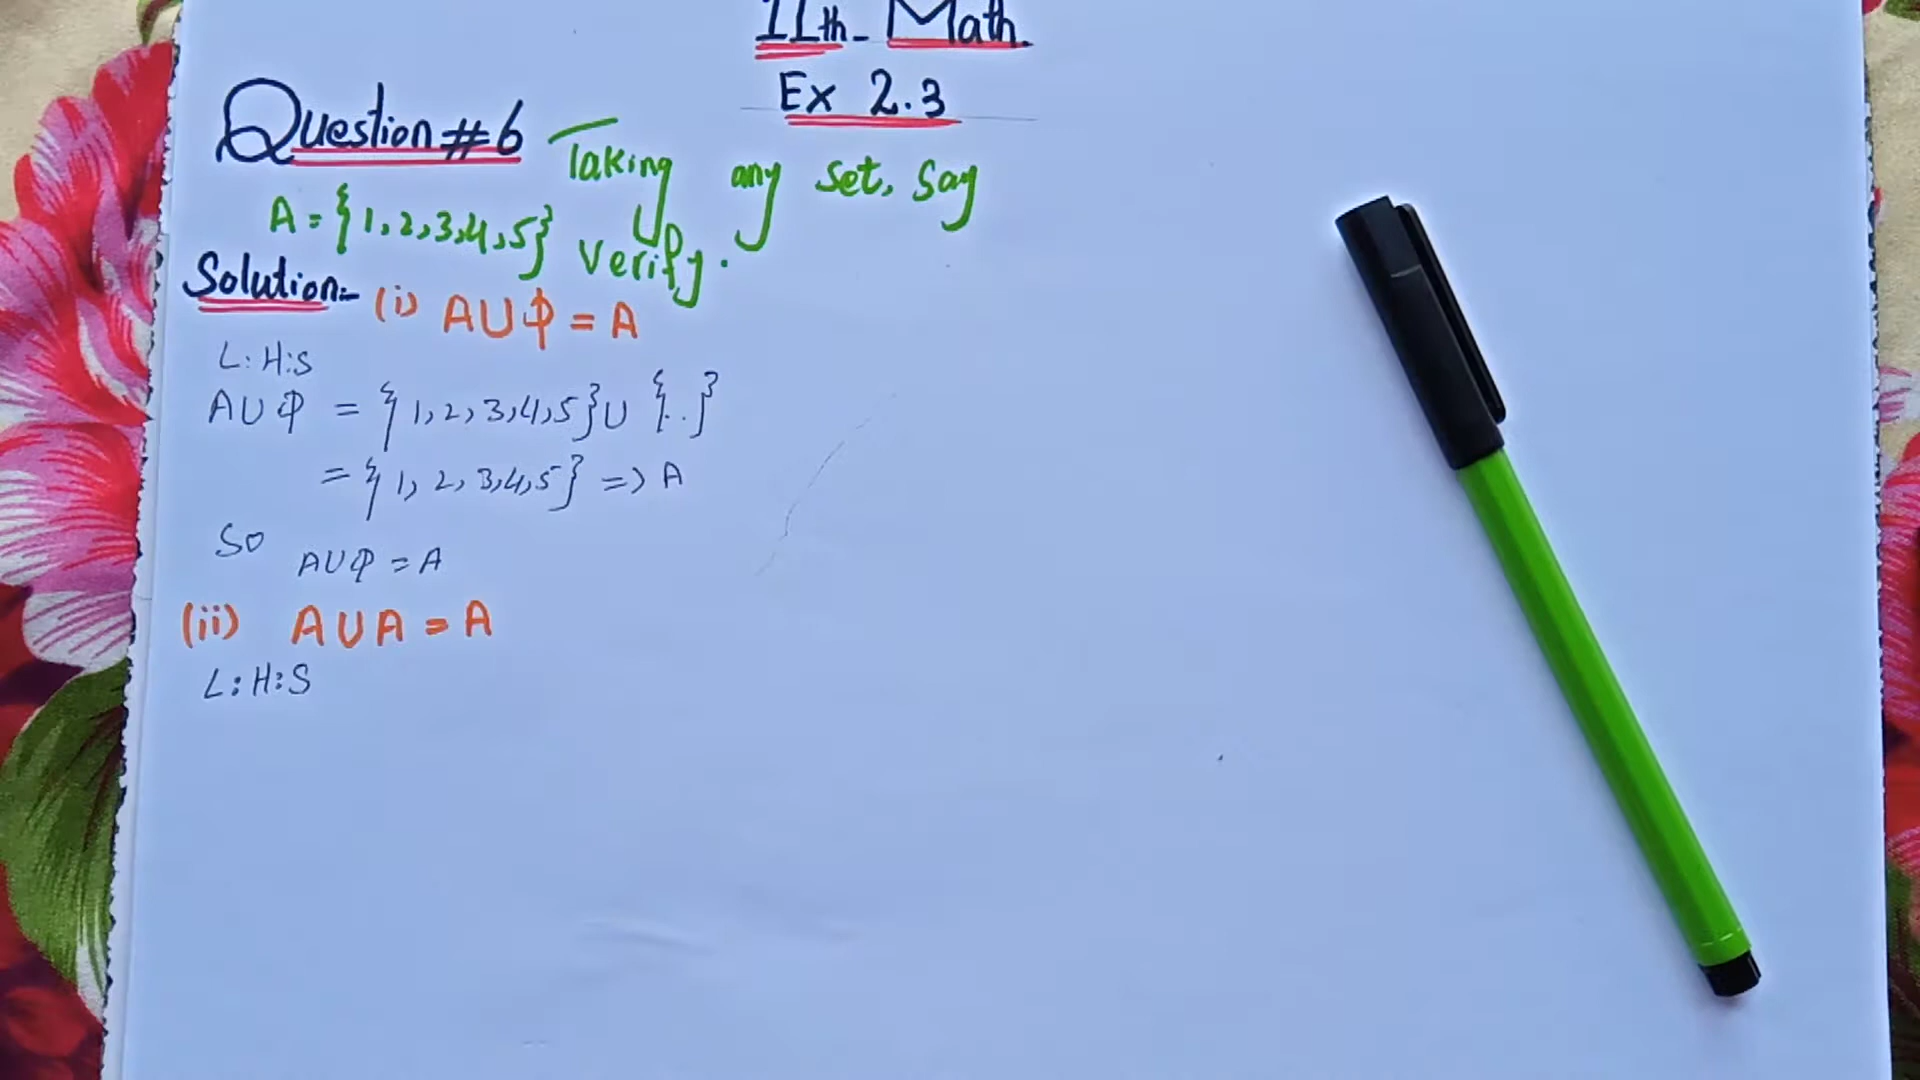 11th- Math.
Ex 2.3
Question#6 Taking any set, say
A={1,2,3,4,5} verify.
Solution:- (i) A∪Φ = A
L:H:S
A∪Φ = {1,2,3,4,5}∪ {..}
={1, 2, 3,4,5} => A
So
A∪Φ = A
(ii) A∪A = A
L:H:S